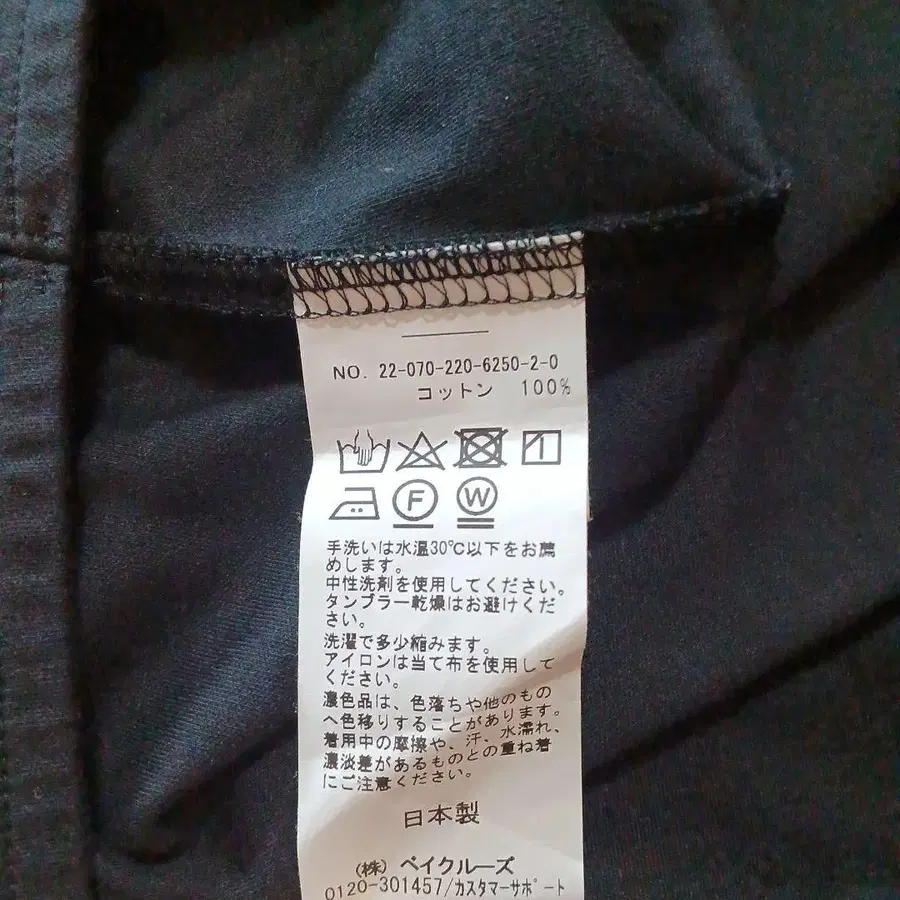 NO. 22-070-220-6250-2-0
コットン 100%
F W
手洗いは水温30℃以下をお薦
めします。
中性洗剤を使用してください。
タンブラー乾燥はお避けくだ
さい。
洗濯で多少縮みます。
アイロンは当て布を使用して
ください。
濃色品は、色落ちや他のもの
へ色移りすることがあります。
着用中の摩擦や、汗、水濡れ、
濃淡差があるものとの重ね着
にご注意ください。
日本製
(株) ベイクルーズ
0120-301457/カスタマーサポート